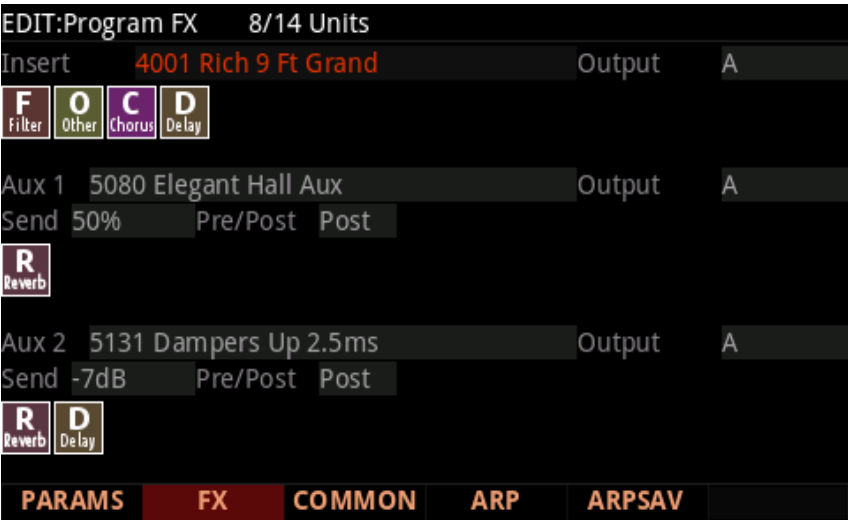 EDIT:Program FX 8/14 Units
Insert 4001 Rich 9 Ft Grand Output A
F O C D
Filter Other Chorus Delay
Aux 1 5080 Elegant Hall Aux Output A
Send 50% Pre/Post Post
R
Reverb
Aux 2 5131 Dampers Up 2.5ms Output A
Send -7dB Pre/Post Post
R D
Reverb Delay
PARAMS FX COMMON ARP ARPSAV